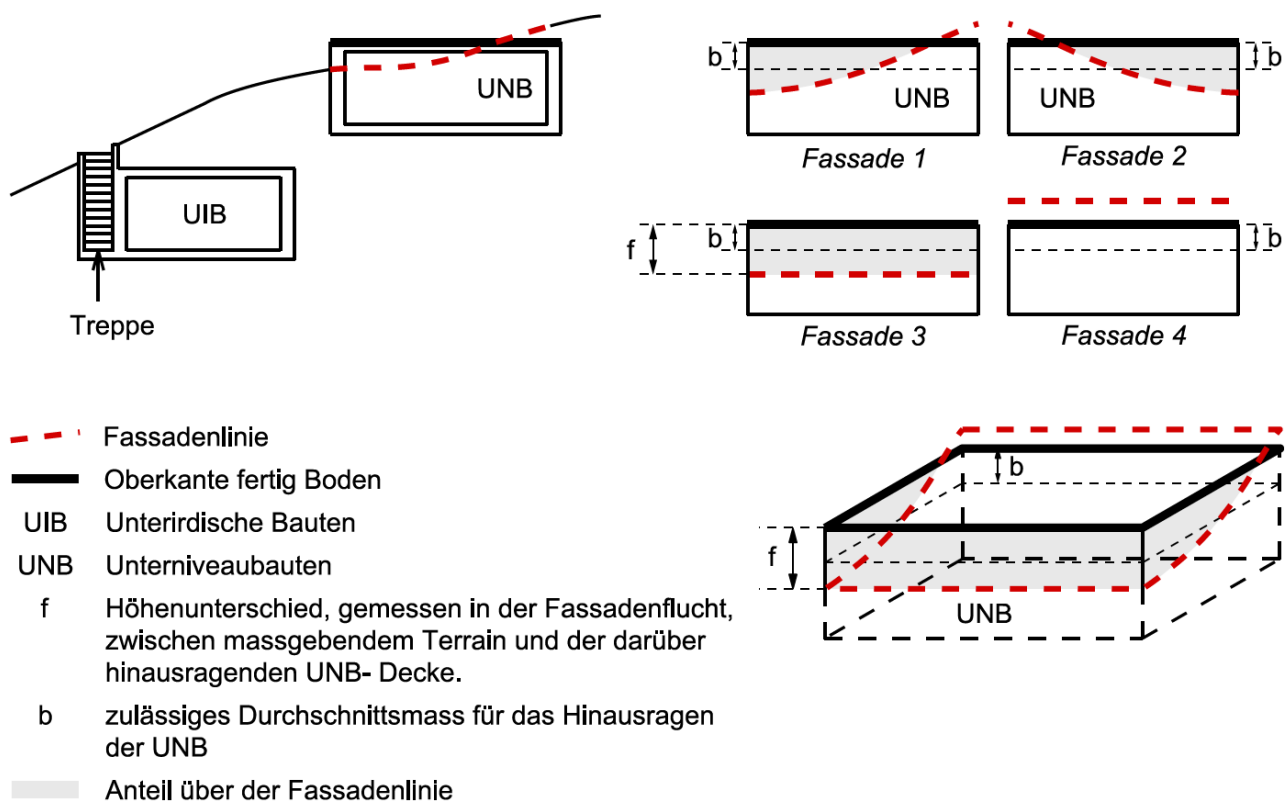 UNB
UIB
Treppe
b
UNB
Fassade 1
b
UNB
Fassade 2
f
b
Fassade 3
b
Fassade 4
Fassadenlinie
Oberkante fertig Boden
UIB Unterirdische Bauten
UNB Unterniveaubauten
f Höhenunterschied, gemessen in der Fassadenflucht,
zwischen massgebendem Terrain und der darüber
hinausragenden UNB- Decke.
b zulässiges Durchschnittsmass für das Hinausragen
der UNB
Anteil über der Fassadenlinie
b
f
UNB